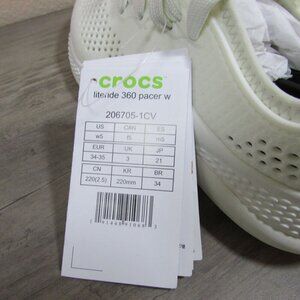 crocs
literide 360 pacer w
206705-1CV
US CAN ES
w5
EUR UK JP
34-35 3 21
CN KR BR
220(2.5) 220mm 34